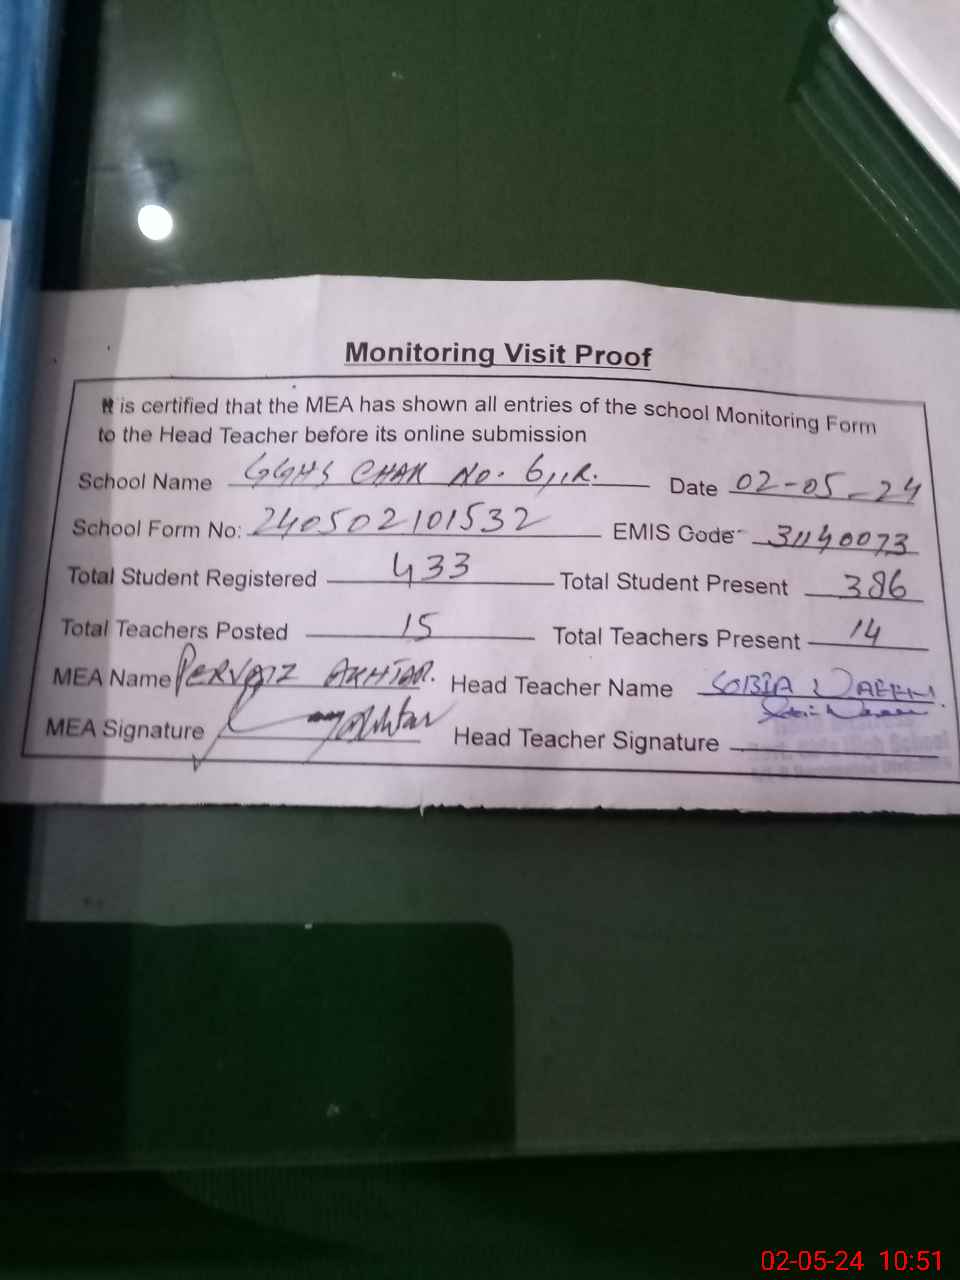 Monitoring Visit Proof
It is certified that the MEA has shown all entries of the school Monitoring Form
to the Head Teacher before its online submission
School Name GGHS CHAK NO. 6/1R. Date 02-05-24
School Form No: 240502101532 EMIS Code 31140073
Total Student Registered 433 Total Student Present 386
Total Teachers Posted 15 Total Teachers Present 14
MEA Name PERVAIZ AKHTAR. Head Teacher Name SOBIA
MEA Signature Head Teacher Signature
High School
02-05-24 10:51